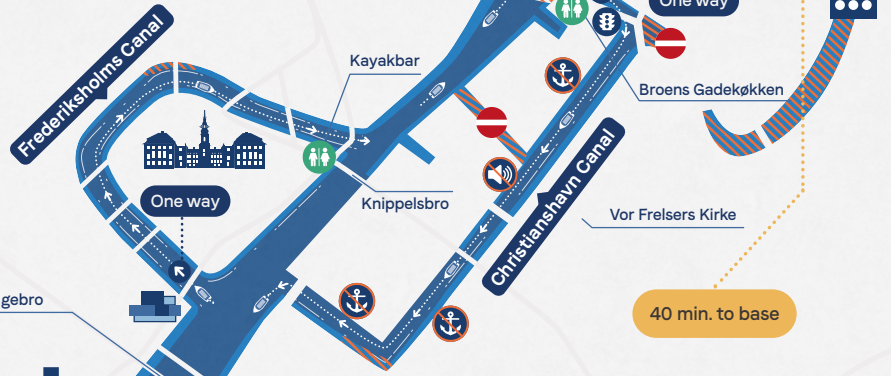 One way
Frederiksholms Canal
Kayakbar
Broens Gadekøkken
One way
Knippelsbro
Christianshavn Canal
Vor Frelsers Kirke
gebro
40 min. to base